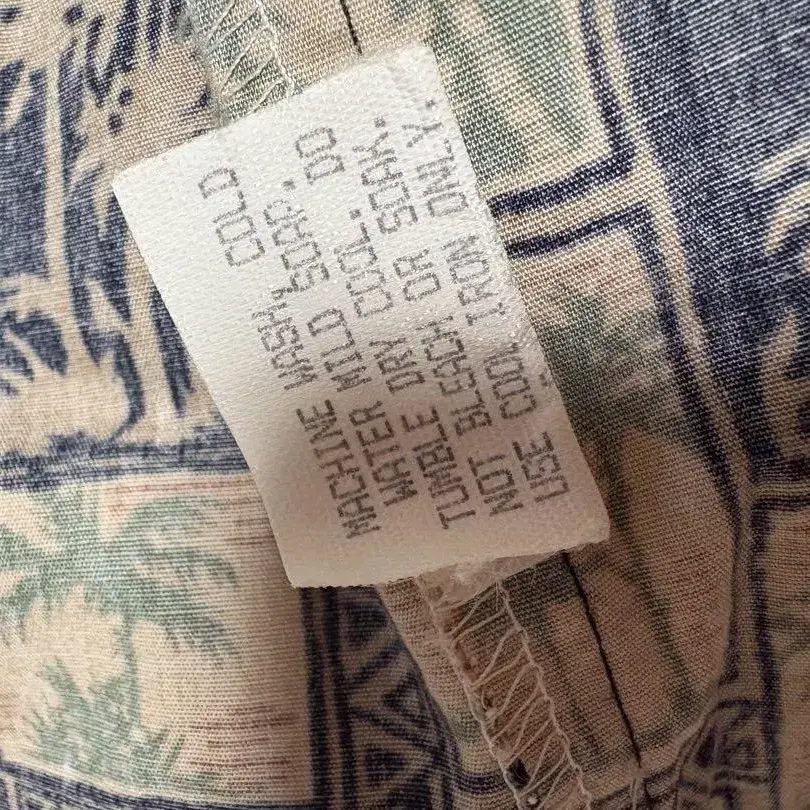 MACHINE WASH, COLD
WATER MILD SOAP.
TUMBLE DRY COOL. DO
NOT BLEACH OR SOAK.
USE COOL IRON ONLY.